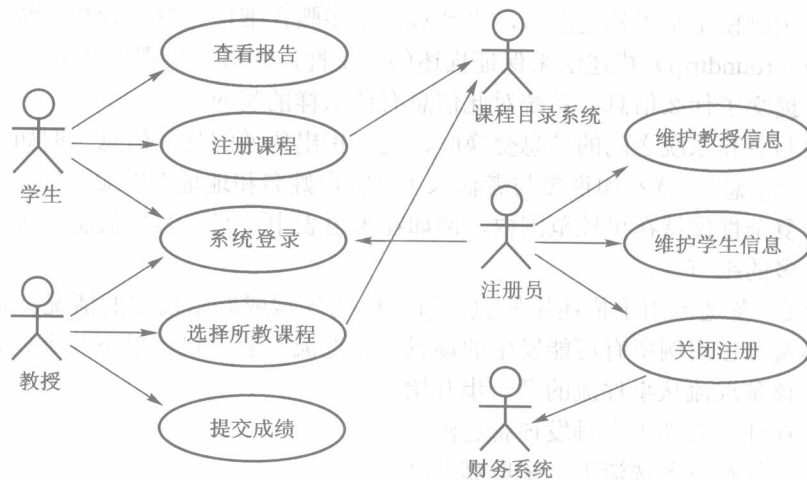 查看报告
注册课程
系统登录
选择所教课程
提交成绩
学生
教授
课程目录系统
注册员
财务系统
维护教授信息
维护学生信息
关闭注册